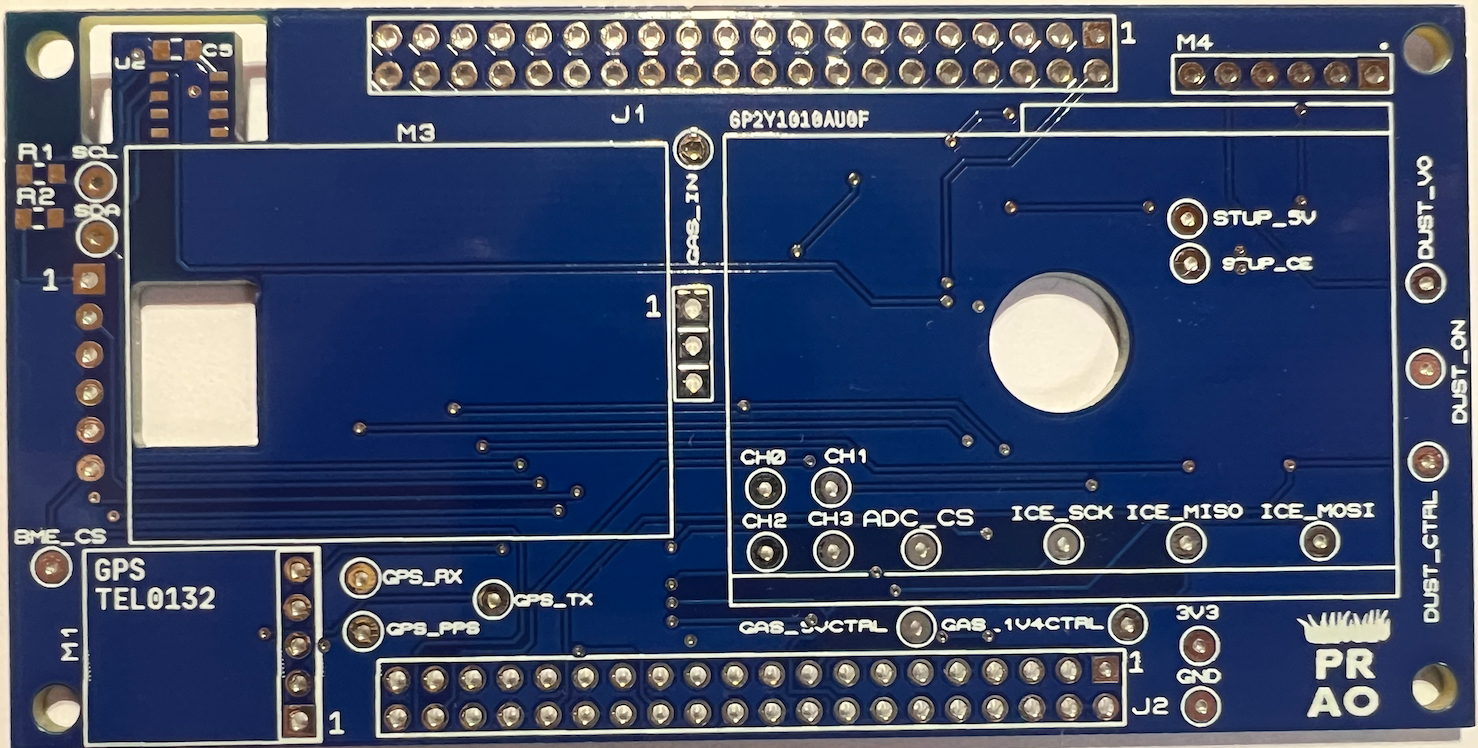 1
M4
U2
C5
J1
GP2Y1010AU0F
M3
R1
SCL
R2
SDA
GAS_IN
DUST_VO
STUP_5V
STUP_CE
1
1
DUST_ON
CH0
CH1
CH2
CH3
ADC_CS
ICE_SCK
ICE_MISO
ICE_MOSI
DUST_CTRL
BME_CS
GPS
TEL0132
M1
GPS_RX
GPS_TX
GPS_PPS
GAS_1V4CTRL
3V3
GND
1
1
J2
PR
AO